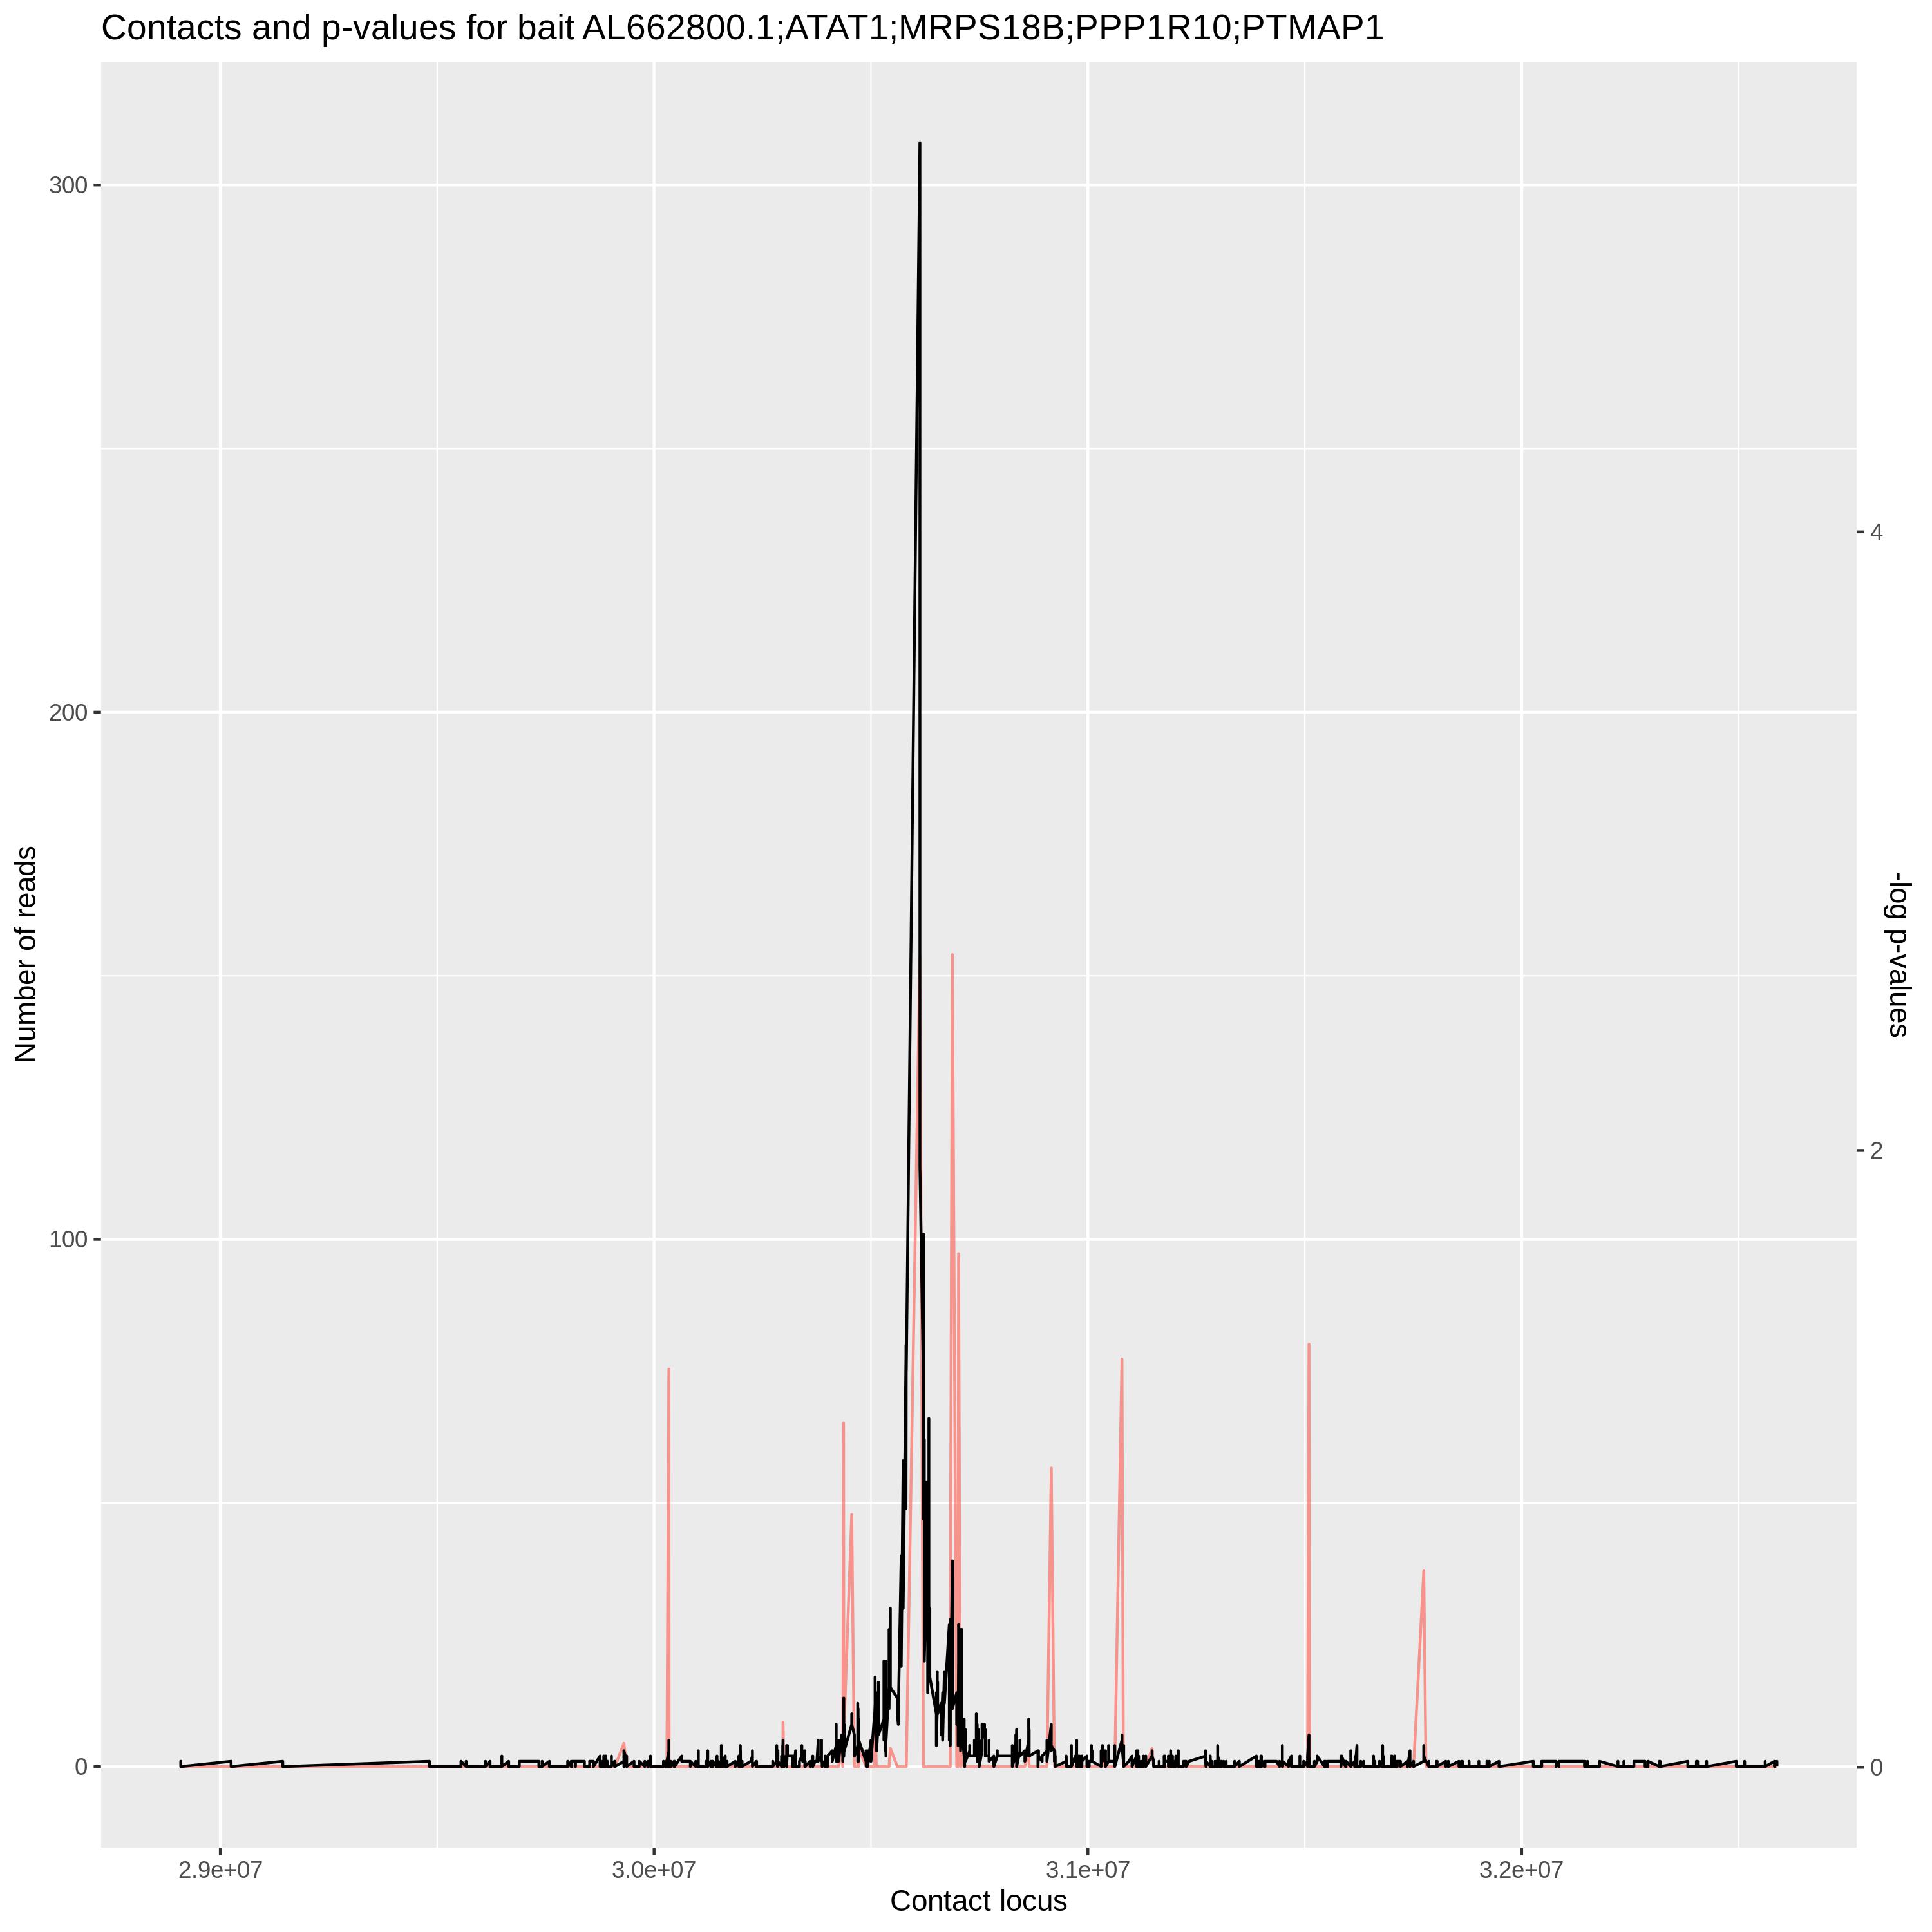 Contacts and p-values for bait AL662800.1;ATAT1;MRPS18B;PPP1R10;PTMAP1
300
200
100
0
Number of reads
4
2
0
-log p-values
2.9e+07
3.0e+07
3.1e+07
3.2e+07
Contact locus